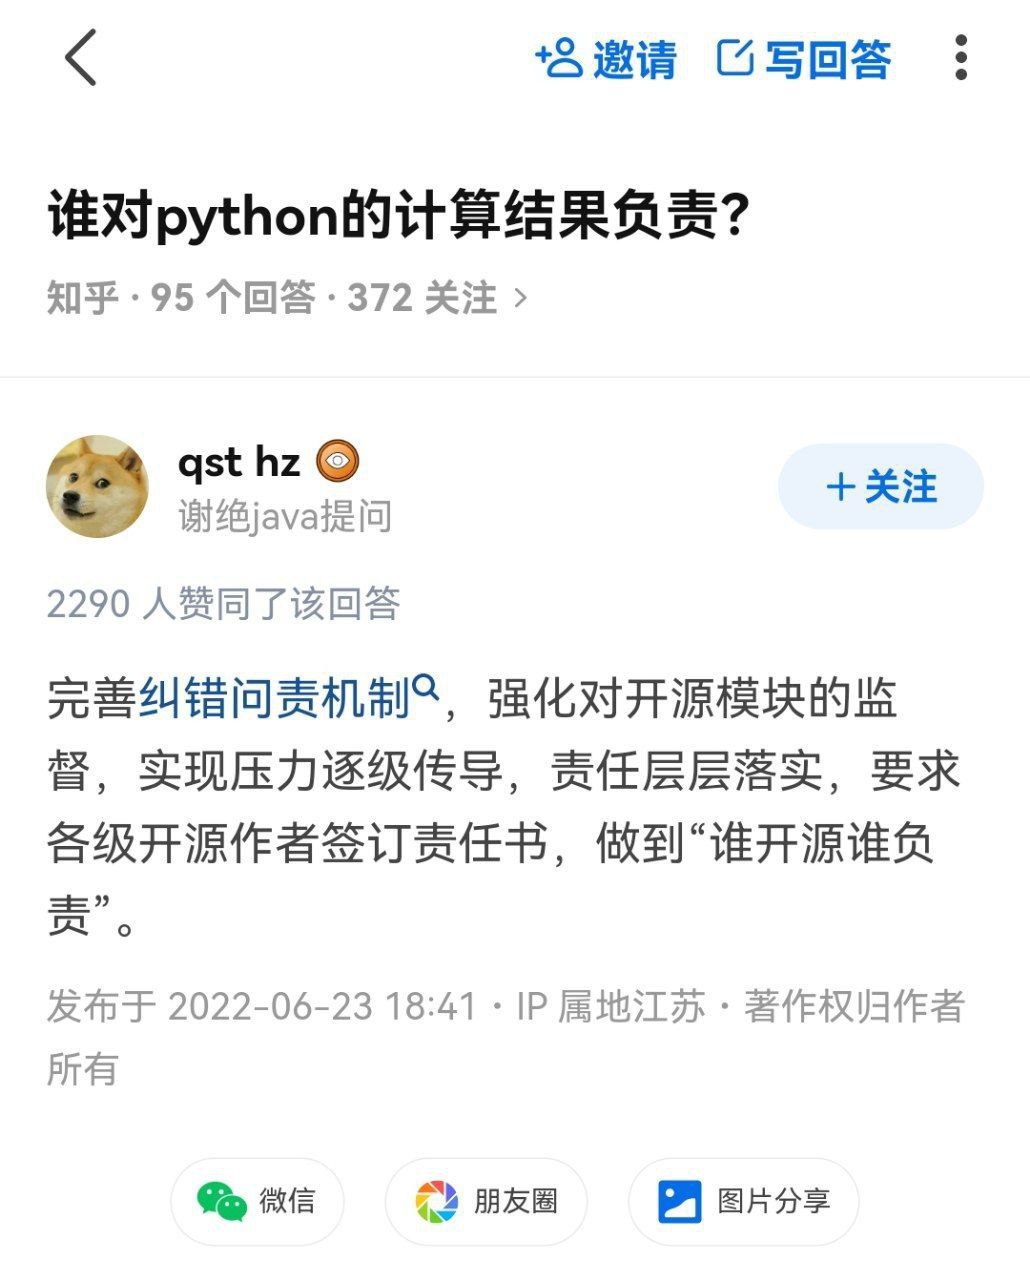 邀请 写回答
谁对python的计算结果负责?
知乎 · 95 个回答 · 372 关注
qst hz
谢绝java提问
+关注
2290 人赞同了该回答
完善纠错问责机制，强化对开源模块的监
督，实现压力逐级传导，责任层层落实，要求
各级开源作者签订责任书，做到“谁开源谁负
责”。
发布于 2022-06-23 18:41 · IP 属地江苏 · 著作权归作者
所有
微信 朋友圈 图片分享